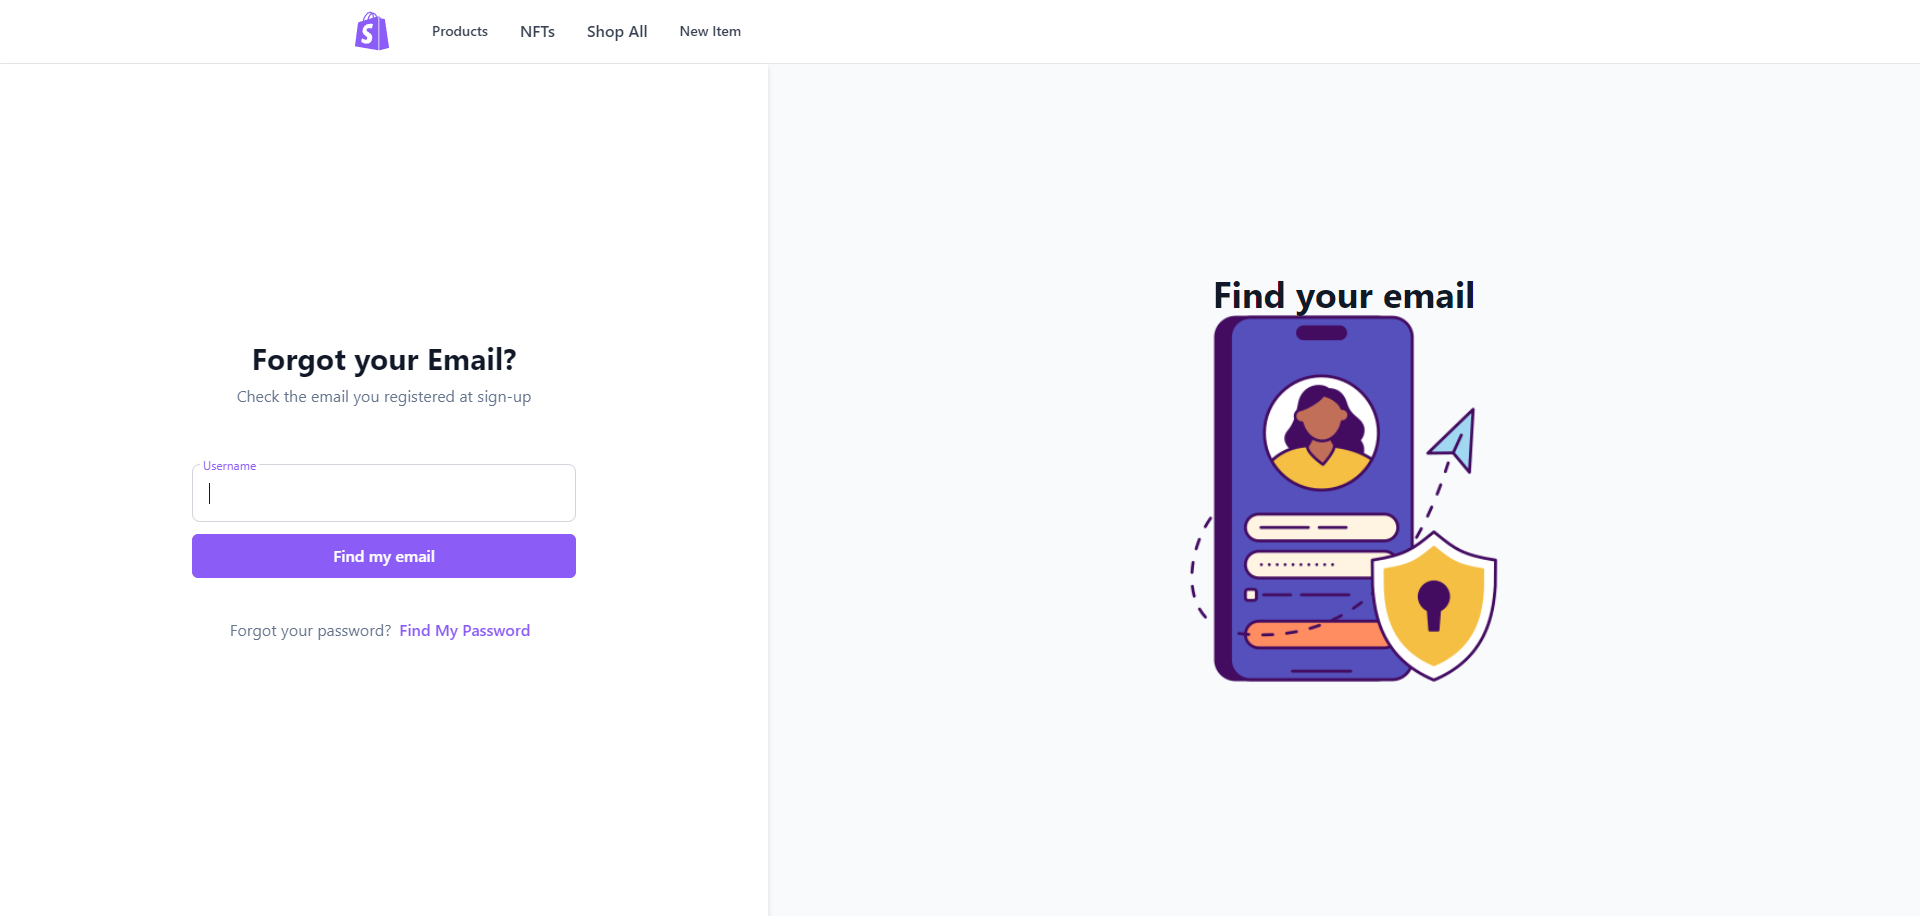 Products NFTs Shop All New Item
Find your email
Forgot your Email?
Check the email you registered at sign-up
Username
Find my email
Forgot your password? Find My Password